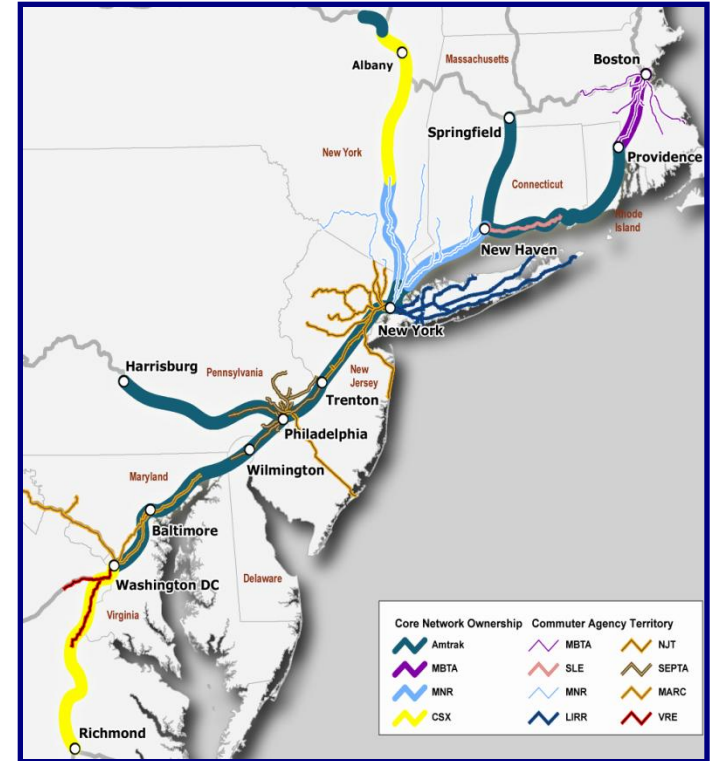 Albany
Massachusetts
Boston
Springfield
New York
Providence
Connecticut
Rhode
Island
New Haven
New York
Harrisburg
Pennsylvania
New
Jersey
Trenton
Philadelphia
Wilmington
Maryland
Baltimore
Washington DC
Delaware
Virginia
Richmond
Core Network Ownership
Amtrak
MBTA
MNR
CSX
Commuter Agency Territory
MBTA
SLE
MNR
LIRR
NJT
SEPTA
MARC
VRE